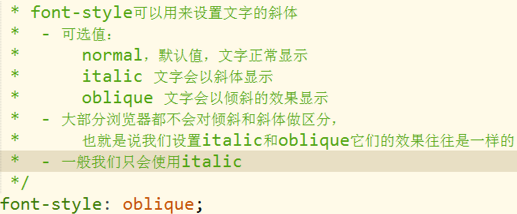 * font-style可以用来设置文字的斜体
* - 可选值：
* normal，默认值，文字正常显示
* italic 文字会以斜体显示
* oblique 文字会以倾斜的效果显示
* - 大部分浏览器都不会对倾斜和斜体做区分，
* 也就是说我们设置italic和oblique它们的效果往往是一样的
* - 一般我们只会使用italic
*/
font-style: oblique;